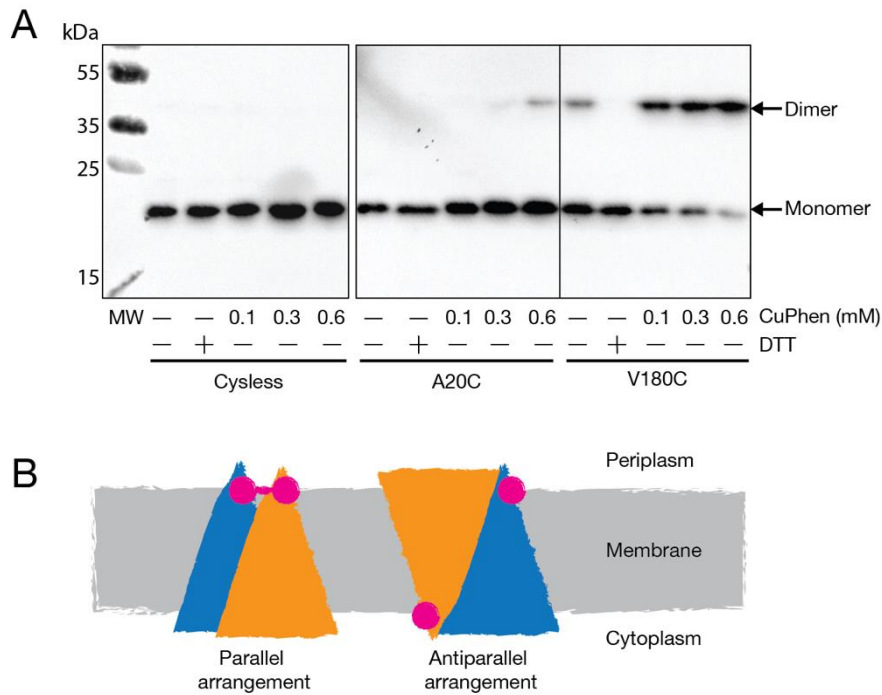 A
kDa
55
35
25
15
Dimer
Monomer
MW — — 0.1 0.3 0.6 — — 0.1 0.3 0.6 — — 0.1 0.3 0.6 CuPhen (mM)
— + — — — — + — — — — + — — — DTT
Cysless A20C V180C
B
Periplasm
Membrane
Cytoplasm
Parallel
arrangement
Antiparallel
arrangement